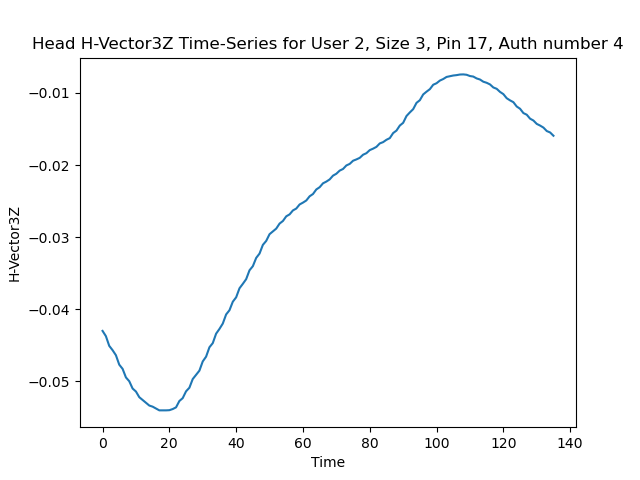 Head H-Vector3Z Time-Series for User 2, Size 3, Pin 17, Auth number 4
−0.01
−0.02
−0.03
−0.04
−0.05
H-Vector3Z
0 20 40 60 80 100 120 140
Time